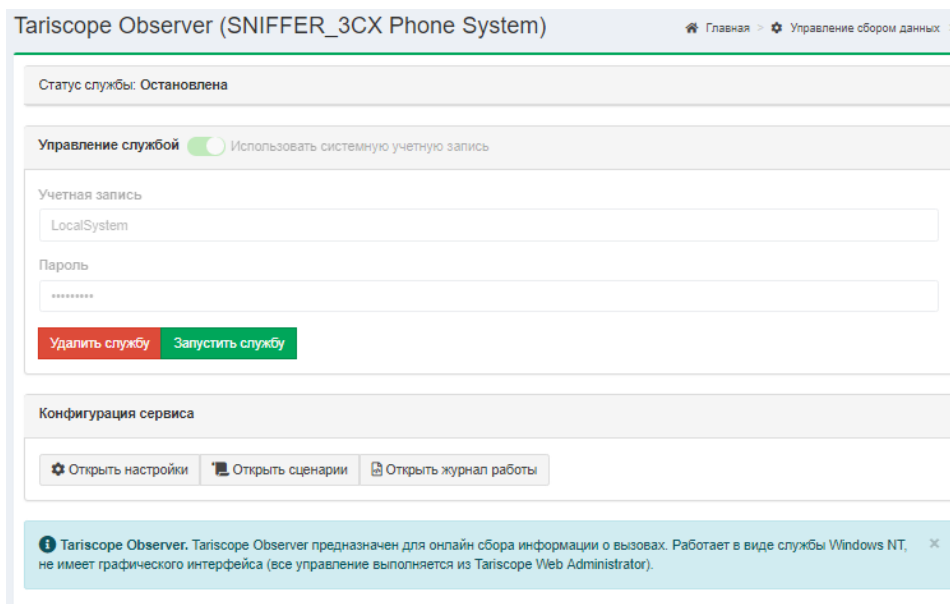 Tariscope Observer (SNIFFER_3CX Phone System)
Главная > Управление сбором данных
Статус службы: Остановлена
Управление службой Использовать системную учетную запись
Учетная запись
LocalSystem
Пароль
•••••••••
Удалить службу Запустить службу
Конфигурация сервиса
Открыть настройки Открыть сценарии Открыть журнал работы
Tariscope Observer. Tariscope Observer предназначен для онлайн сбора информации о вызовах. Работает в виде службы Windows NT, ×
не имеет графического интерфейса (все управление выполняется из Tariscope Web Administrator).